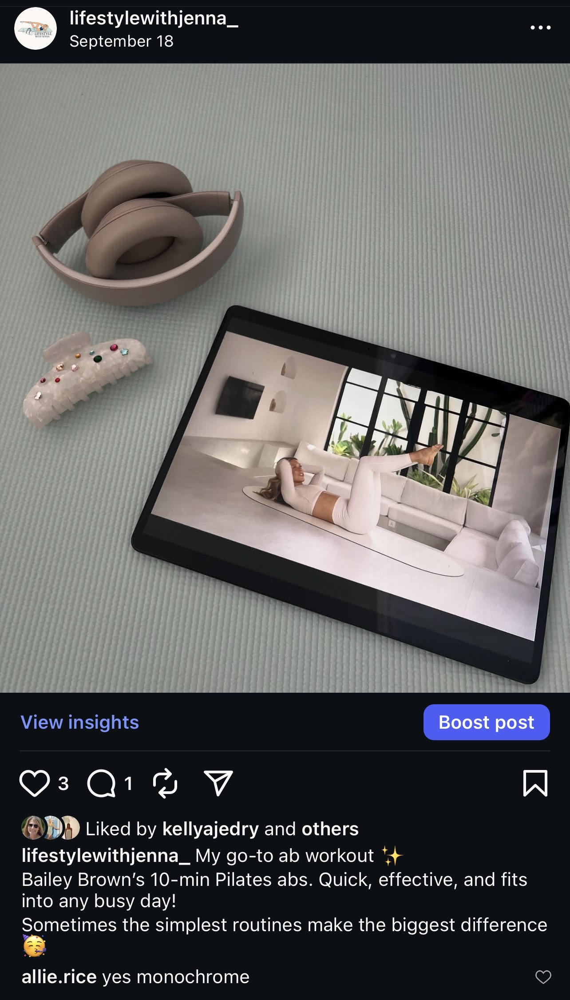 LIFESTYLE
WITH JENNA
lifestylewithjenna_
September 18
View insights
Boost post
3
1
Liked by kellyajedry and others
lifestylewithjenna_ My go-to ab workout ✨
Bailey Brown’s 10-min Pilates abs. Quick, effective, and fits
into any busy day!
Sometimes the simplest routines make the biggest difference
🥳
allie.rice yes monochrome